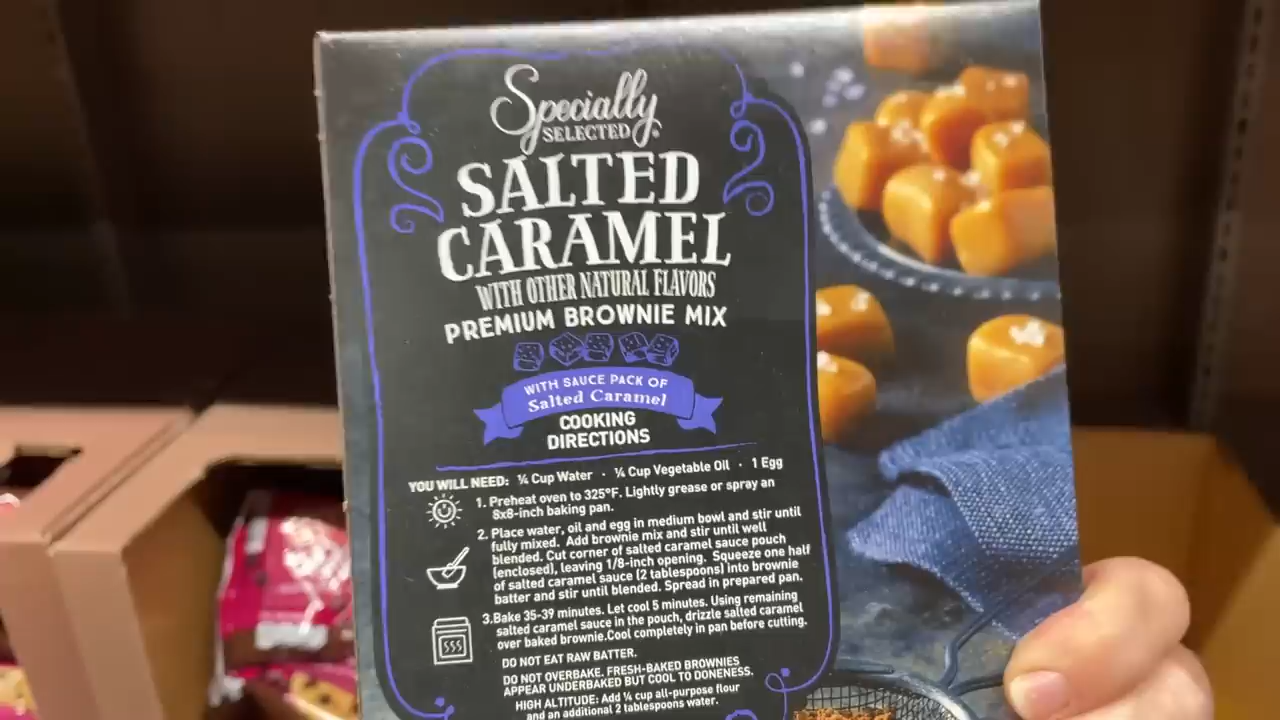 Specially
SELECTED
SALTED
CARAMEL
WITH OTHER NATURAL FLAVORS
PREMIUM BROWNIE MIX
WITH SAUCE PACK OF
Salted Caramel
COOKING
DIRECTIONS
YOU WILL NEED: ¼ Cup Water · ¼ Cup Vegetable Oil · 1 Egg
1. Preheat oven to 325°F. Lightly grease or spray an
8x8-inch baking pan.
2. Place water, oil and egg in medium bowl and stir until
fully mixed. Add brownie mix and stir until well
blended. Cut corner of salted caramel sauce pouch
(enclosed), leaving 1/8-inch opening. Squeeze one half
of salted caramel sauce (2 tablespoons) into brownie
batter and stir until blended. Spread in prepared pan.
3.Bake 35-39 minutes. Let cool 5 minutes. Using remaining
salted caramel sauce in the pouch, drizzle salted caramel
over baked brownie.Cool completely in pan before cutting.
DO NOT EAT RAW BATTER.
DO NOT OVERBAKE. FRESH-BAKED BROWNIES
APPEAR UNDERBAKED BUT COOL TO DONENESS.
HIGH ALTITUDE: Add ¼ cup all-purpose flour
and an additional 2 tablespoons water.